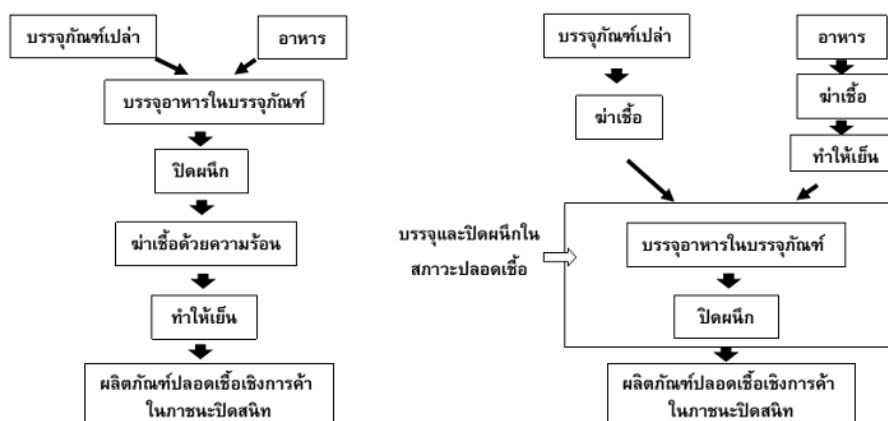 บรรจุภัณฑ์เปล่า
อาหาร
บรรจุอาหารในบรรจุภัณฑ์
ปิดผนึก
ฆ่าเชื้อด้วยความร้อน
ทำให้เย็น
ผลิตภัณฑ์ปลอดเชื้อเชิงการค้า
ในภาชนะปิดสนิท
บรรจุภัณฑ์เปล่า
อาหาร
ฆ่าเชื้อ
ฆ่าเชื้อ
ทำให้เย็น
บรรจุและปิดผนึกใน
สภาวะปลอดเชื้อ
บรรจุอาหารในบรรจุภัณฑ์
ปิดผนึก
ผลิตภัณฑ์ปลอดเชื้อเชิงการค้า
ในภาชนะปิดสนิท